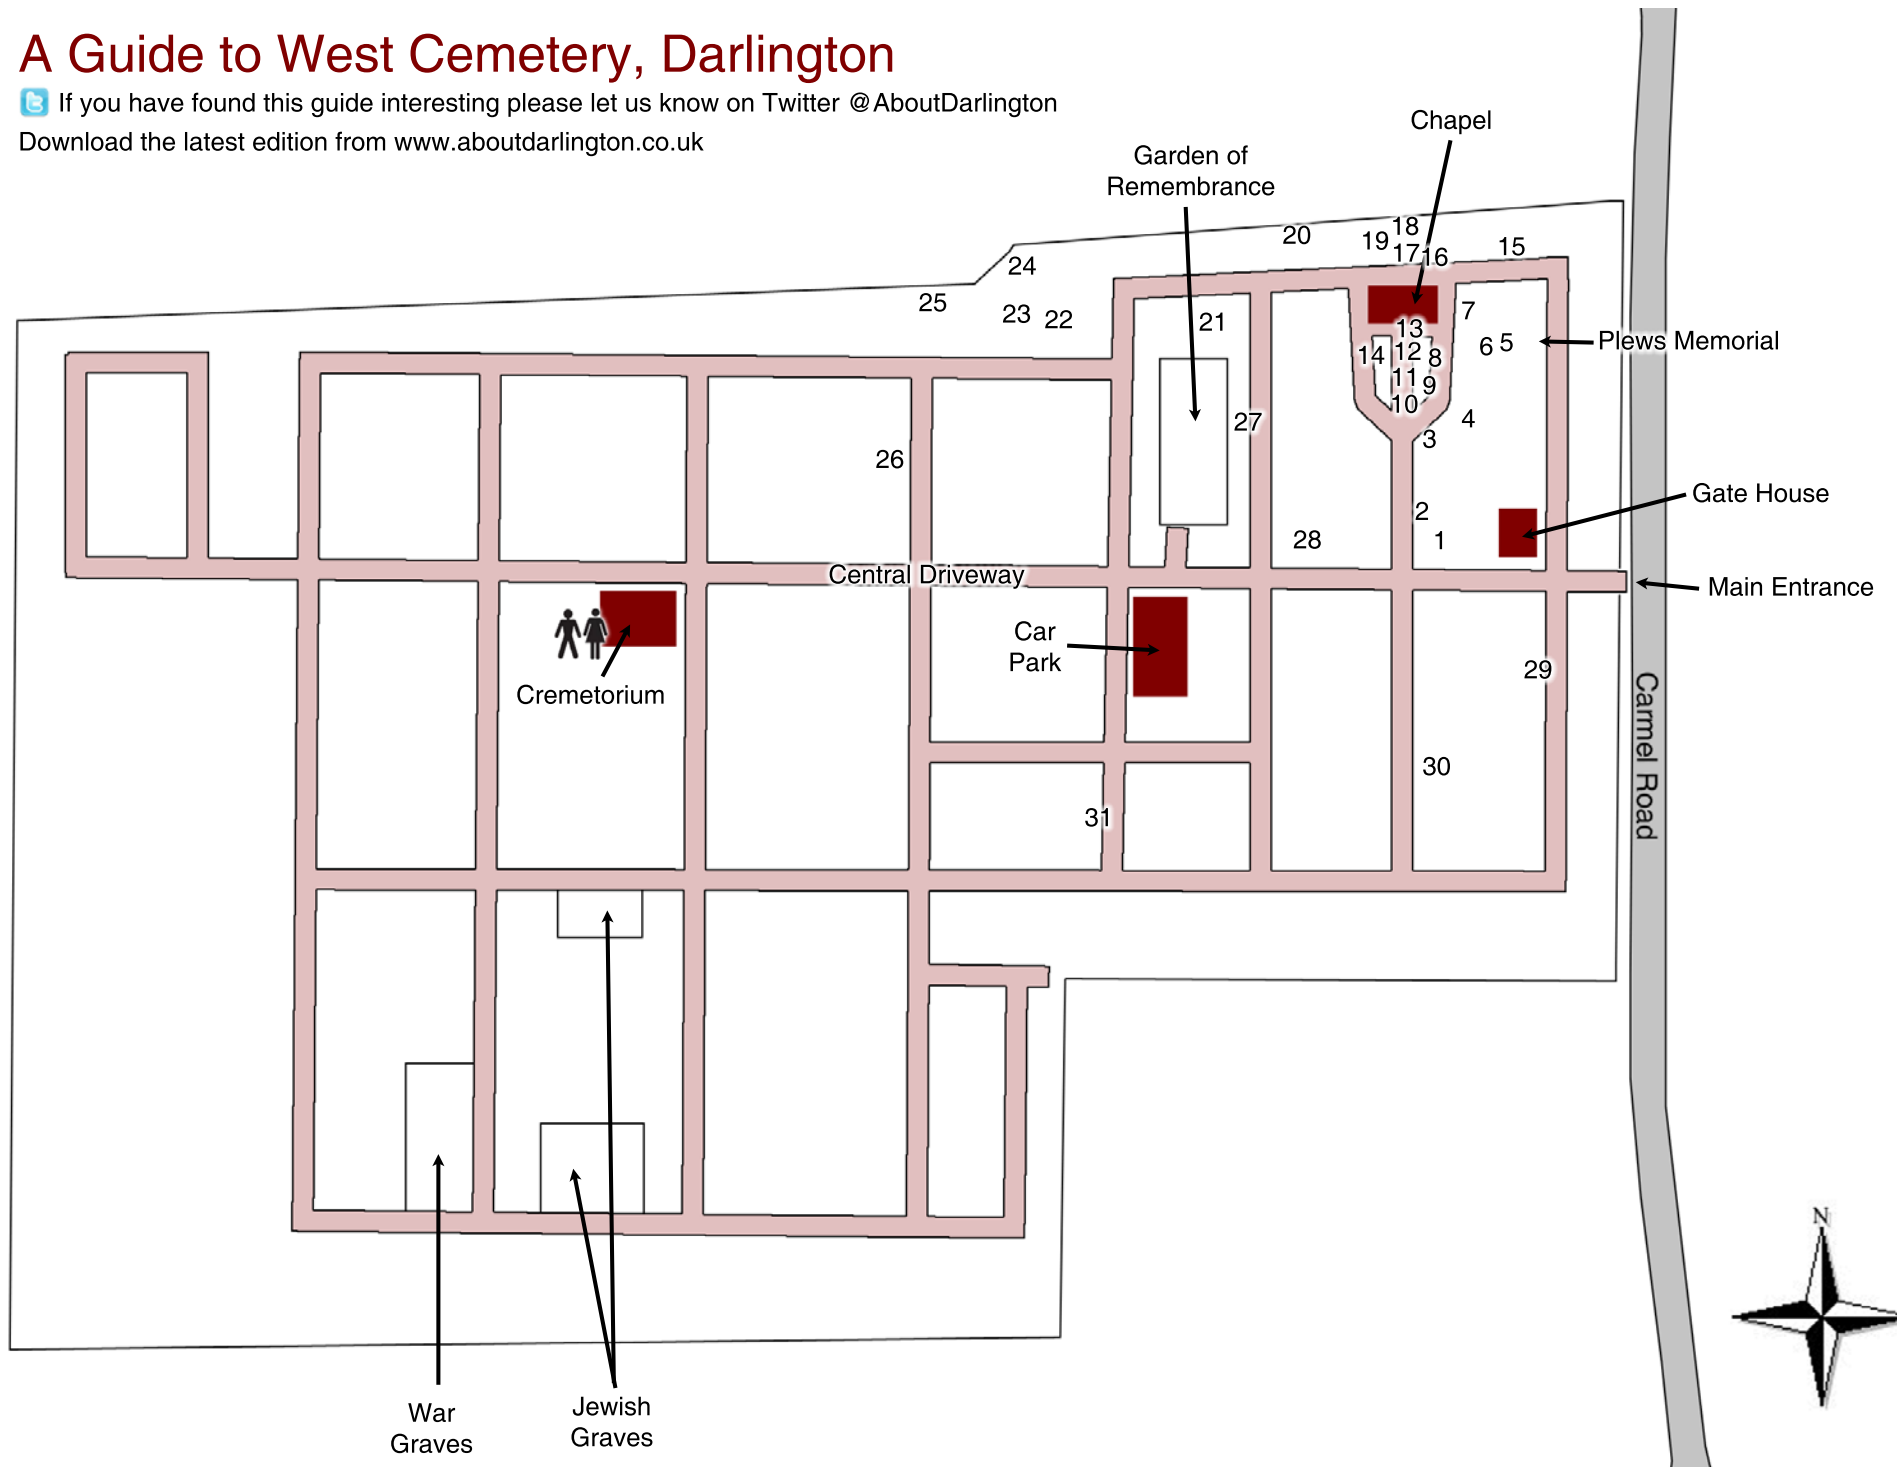 A Guide to West Cemetery, Darlington
If you have found this guide interesting please let us know on Twitter @AboutDarlington
Download the latest edition from www.aboutdarlington.co.uk
Chapel
Garden of
Remembrance
18
20
19
15
17
16
24
25
23
22
21
7
13
Plews Memorial
6
5
14
12
8
11
9
10
27
4
3
26
Gate House
2
28
1
Central Driveway
Main Entrance
Car
Park
29
Cremetorium
Carmel Road
30
31
N
War
Graves
Jewish
Graves